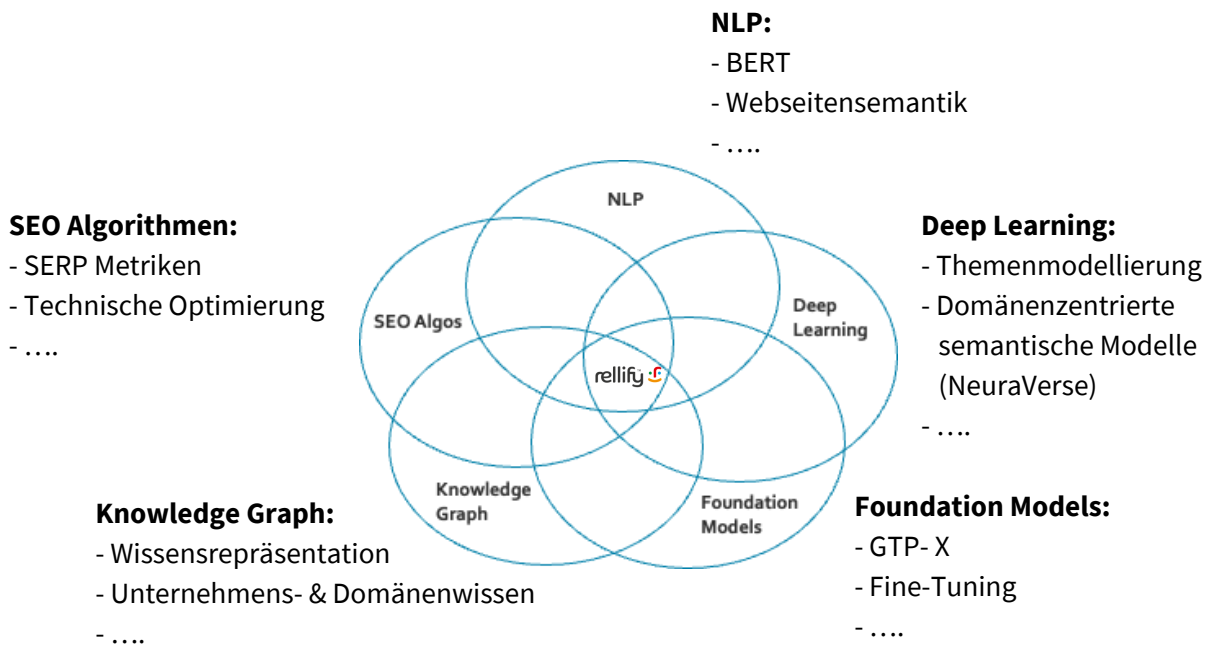 NLP:
- BERT
- Webseitensemantik
- ....
SEO Algorithmen:
- SERP Metriken
- Technische Optimierung
- ....
Deep Learning:
- Themenmodellierung
- Domänenzentrierte
semantische Modelle
(NeuraVerse)
- ....
NLP
SEO Algos
Deep
Learning
rellify
Knowledge
Graph
Foundation
Models
Knowledge Graph:
- Wissensrepräsentation
- Unternehmens- & Domänenwissen
- ....
Foundation Models:
- GTP- X
- Fine-Tuning
- ....